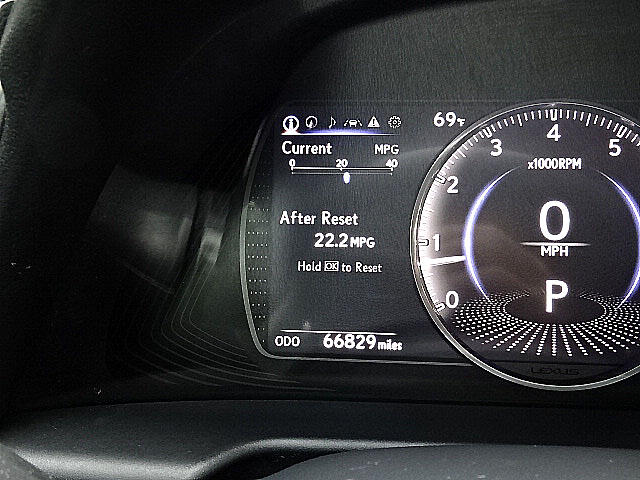 69°F
Current MPG
0 20 40
After Reset
22.2 MPG
Hold OK to Reset
ODO 66829 miles
0
1
2
3
4
5
x1000RPM
0
MPH
P
LEXUS